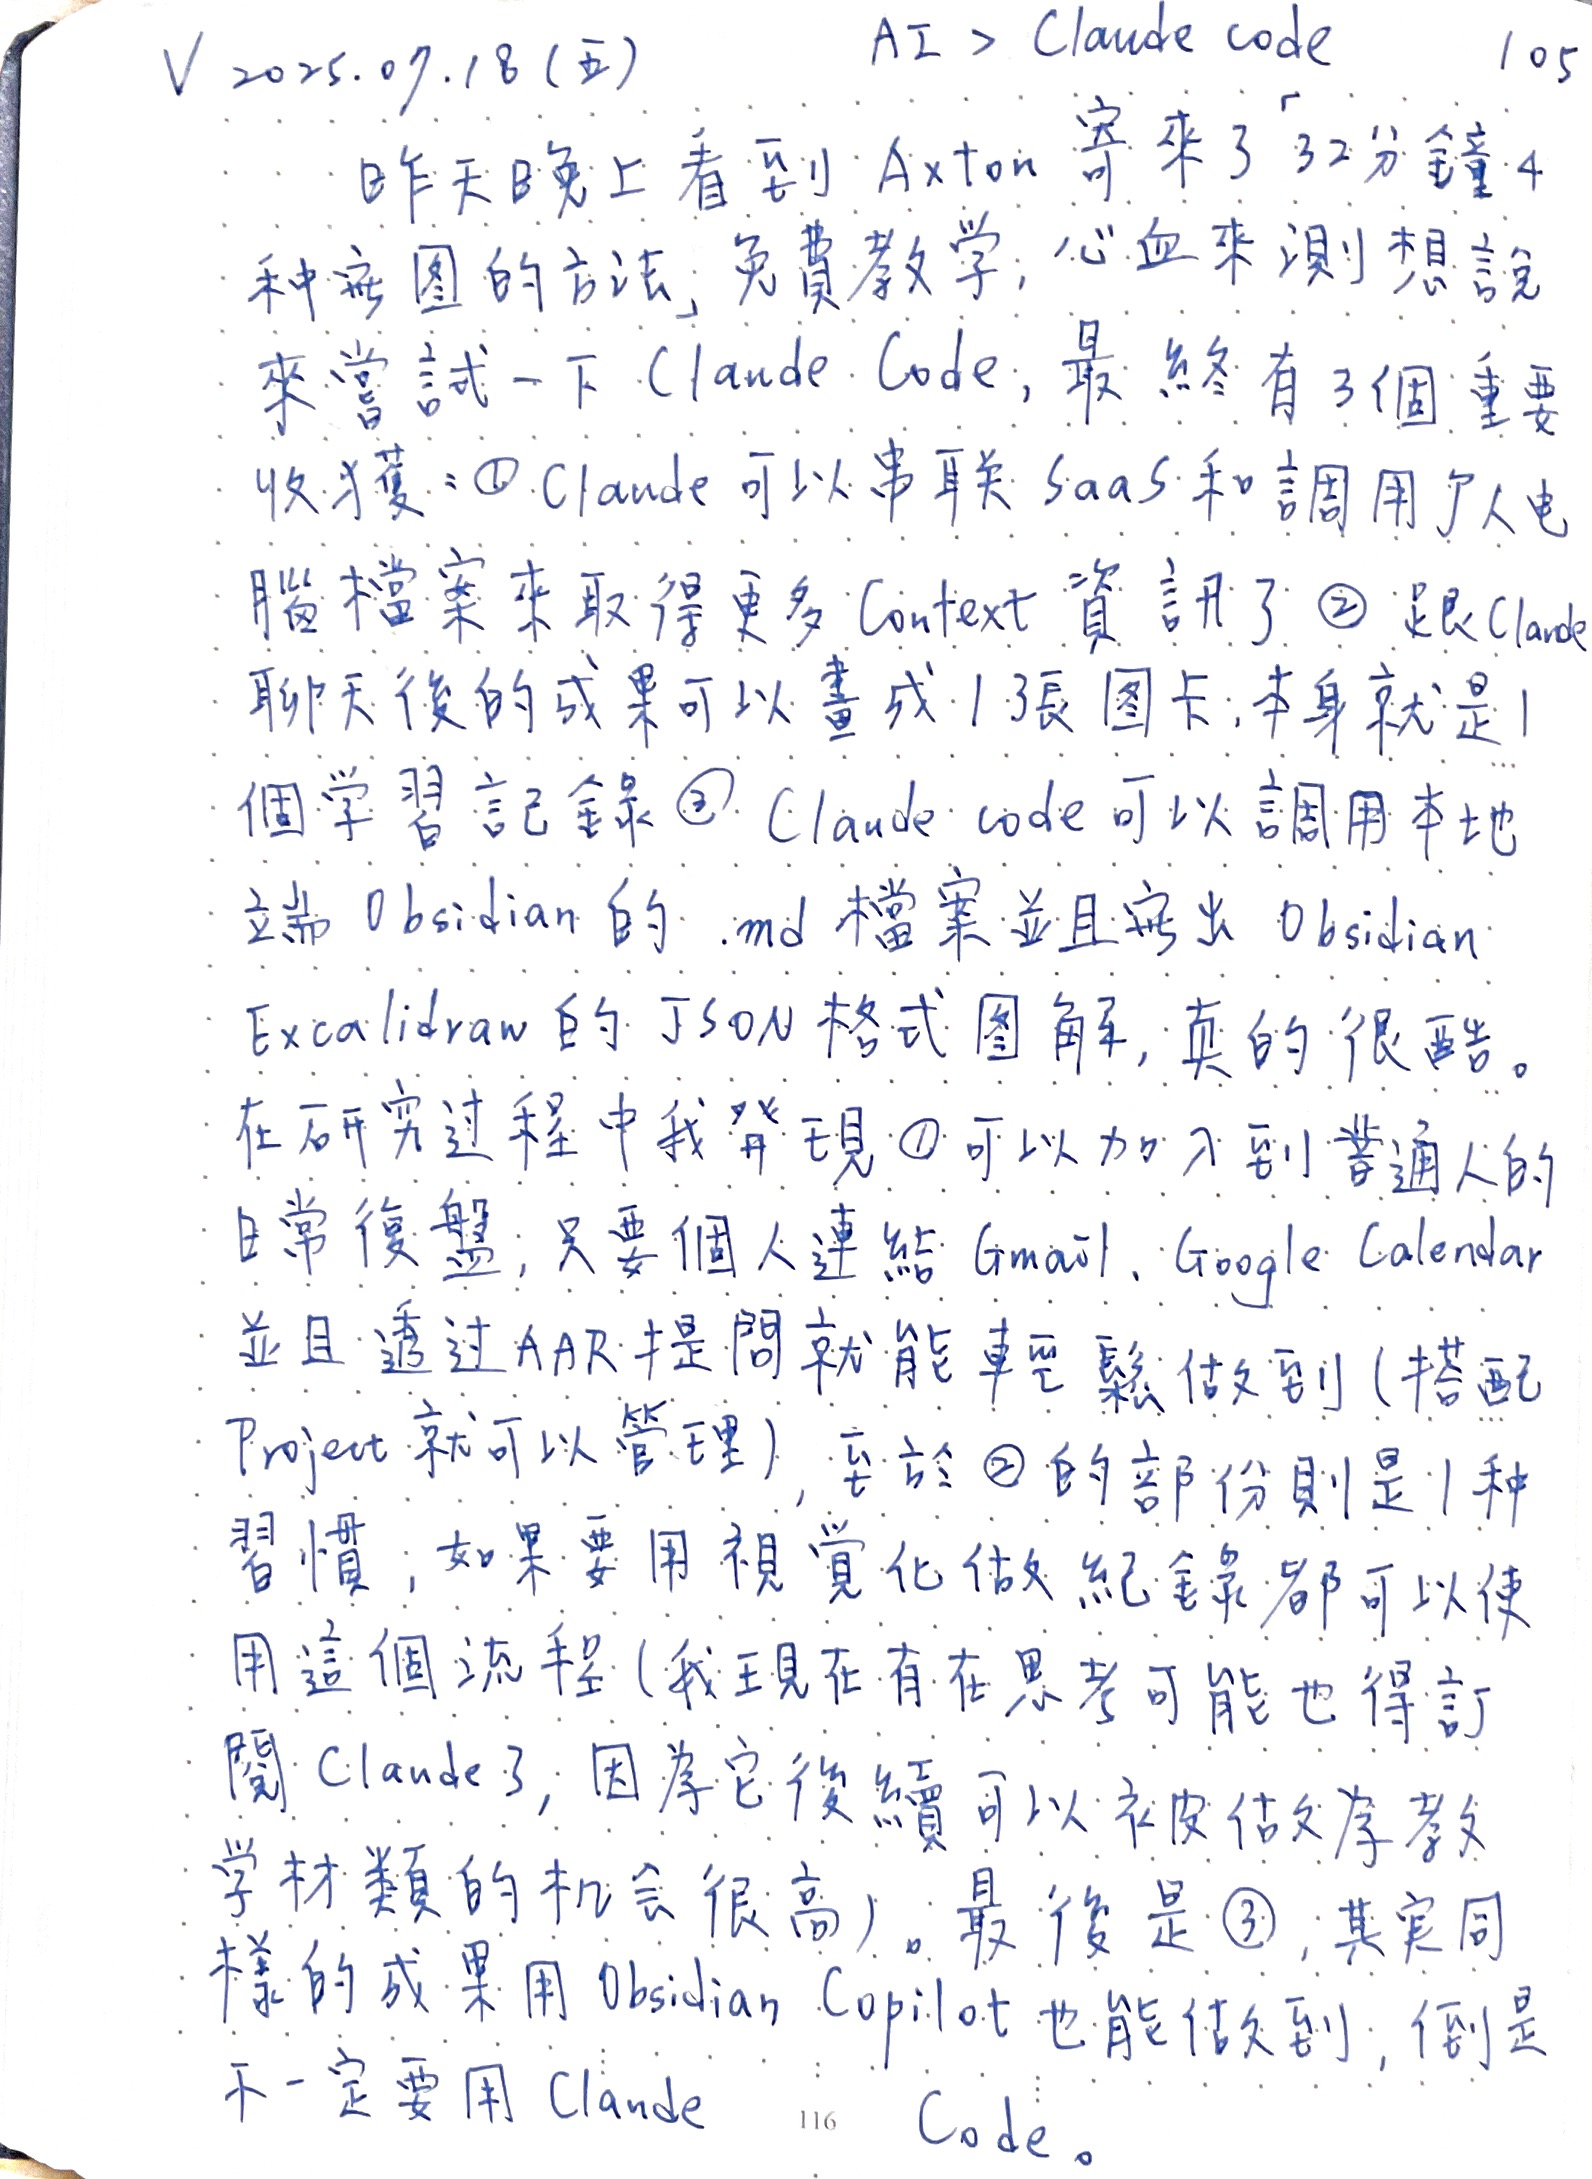 V 2025.07.18 (五) AI > Claude code 105
昨天晚上看到 Axton 寄來了「32分鐘4
种产图的方法」免費教学, 心血來潮想說
來嘗試一下 Claude Code, 最終有3個重要
收獲：① Claude 可以串联 SaaS 和調用个人电
腦檔案來取得更多 Context 資訊了 ② 跟 Claude
聊天後的成果可以畫成1張图卡,本身就是1
個学習記錄 ③ Claude code 可以調用本地
端 Obsidian 的 .md 檔案並且产出 Obsidian
Excalidraw 的 JSON 格式图解, 真的很酷。
在研究过程中我發現 ① 可以加入到普通人的
日常復盤, 只要個人連結 Gmail、Google Calendar
並且透过AAR提問就能輕鬆做到 (搭配
Project 就可以管理), 至於 ② 的部份則是1种
習慣, 如果要用視覚化做紀錄都可以使
用這個流程 (我現在有在思考可能也得訂
閱 Claude 了, 因為它後續可以被做為教
学材類的机会很高)。最後是 ③, 其实同
樣的成果用 Obsidian Copilot 也能做到, 倒是
不一定要用 Claude Code。
116